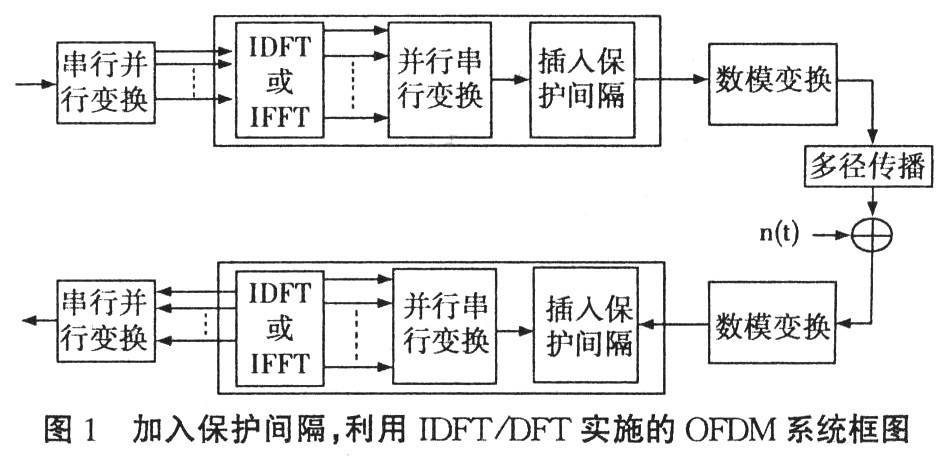 串行并
行变换
IDFT
或
IFFT
并行串
行变换
插入保
护间隔
数模变换
多径传播
n(t)
串行并
行变换
IDFT
或
IFFT
并行串
行变换
插入保
护间隔
数模变换
图 1 加入保护间隔,利用 IDFT/DFT 实施的 OFDM 系统框图